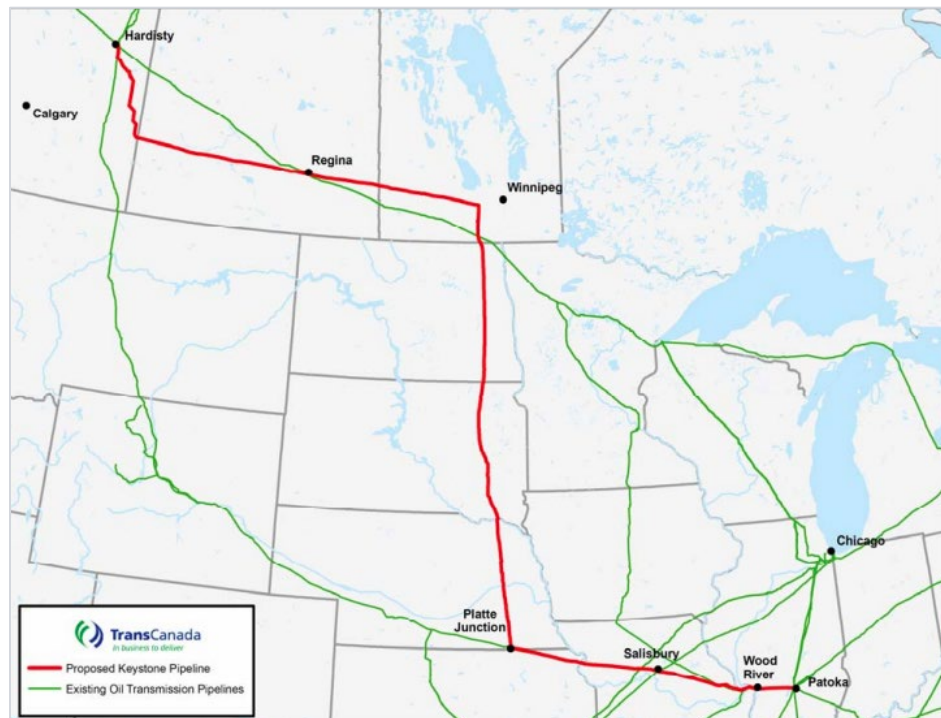 Hardisty
Calgary
Regina
Winnipeg
Chicago
Platte
Junction
Salisbury
Wood
River
Patoka
TransCanada
In business to deliver
Proposed Keystone Pipeline
Existing Oil Transmission Pipelines